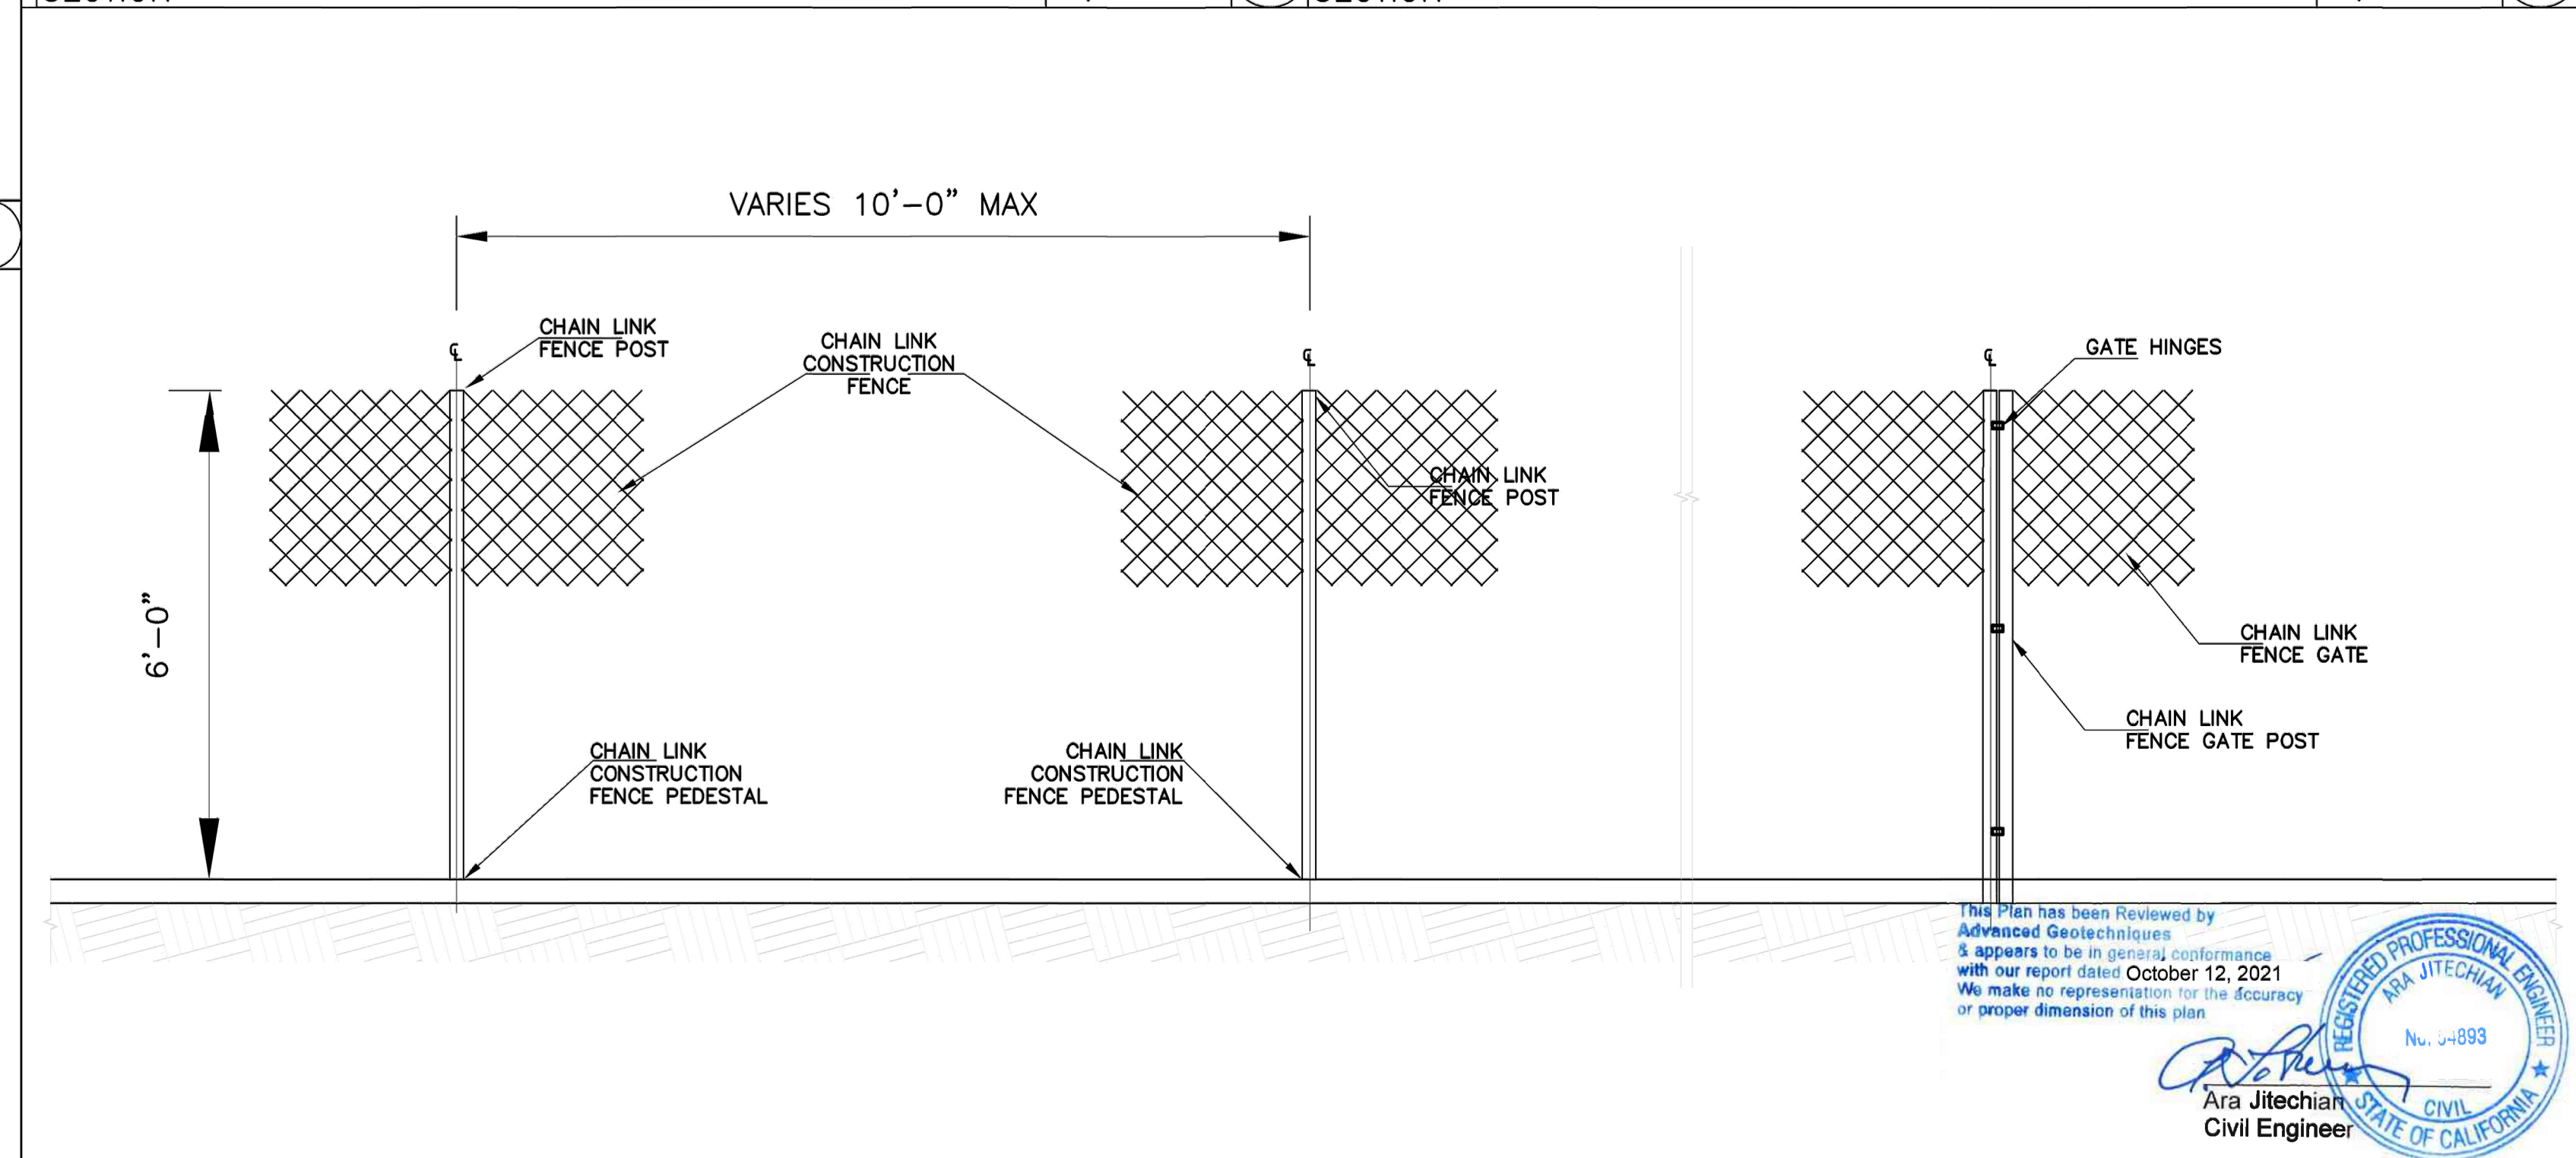 SECTION
SECTION
VARIES 10'-0" MAX
CHAIN LINK
FENCE POST
CHAIN LINK
CONSTRUCTION
FENCE
CHAIN LINK
FENCE POST
GATE HINGES
6'-0"
CHAIN LINK
FENCE GATE
CHAIN LINK
FENCE GATE POST
CHAIN LINK
CONSTRUCTION
FENCE PEDESTAL
CHAIN LINK
CONSTRUCTION
FENCE PEDESTAL
℄
℄
℄
This Plan has been Reviewed by
Advanced Geotechniques
& appears to be in general conformance
with our report dated October 12, 2021
We make no representation for the accuracy
or proper dimension of this plan
Ara Jitechian
Civil Engineer
REGISTERED PROFESSIONAL ENGINEER
ARA JITECHIAN
No.
CIVIL
STATE OF CALIFORNIA